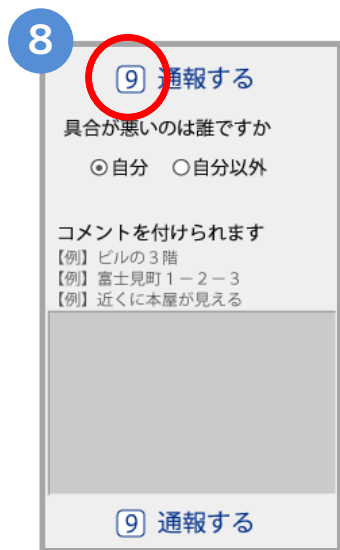 8
9 通報する
具合が悪いのは誰ですか
自分 自分以外
コメントを付けられます
【例】ビルの３階
【例】富士見町１－２－３
【例】近くに本屋が見える
9 通報する